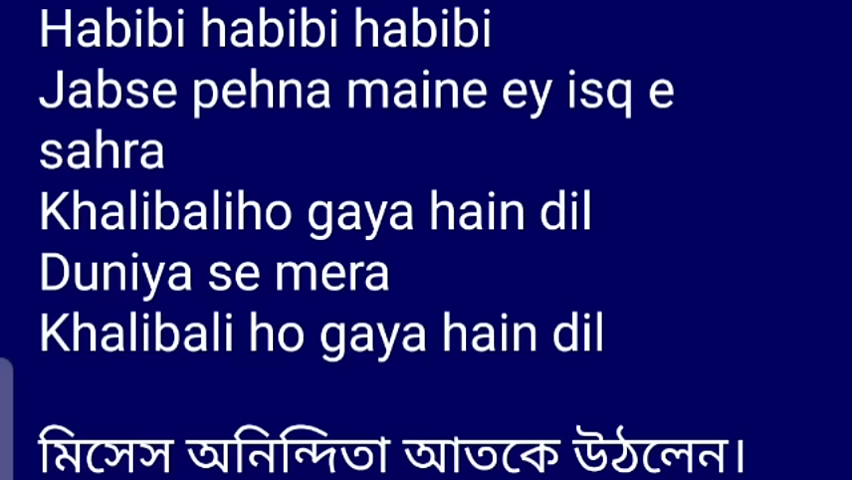 Habibi habibi habibi
Jabse pehna maine ey isq e
sahra
Khalibaliho gaya hain dil
Duniya se mera
Khalibali ho gaya hain dil
মিসেস অনিন্দিতা আতকে উঠলেন।